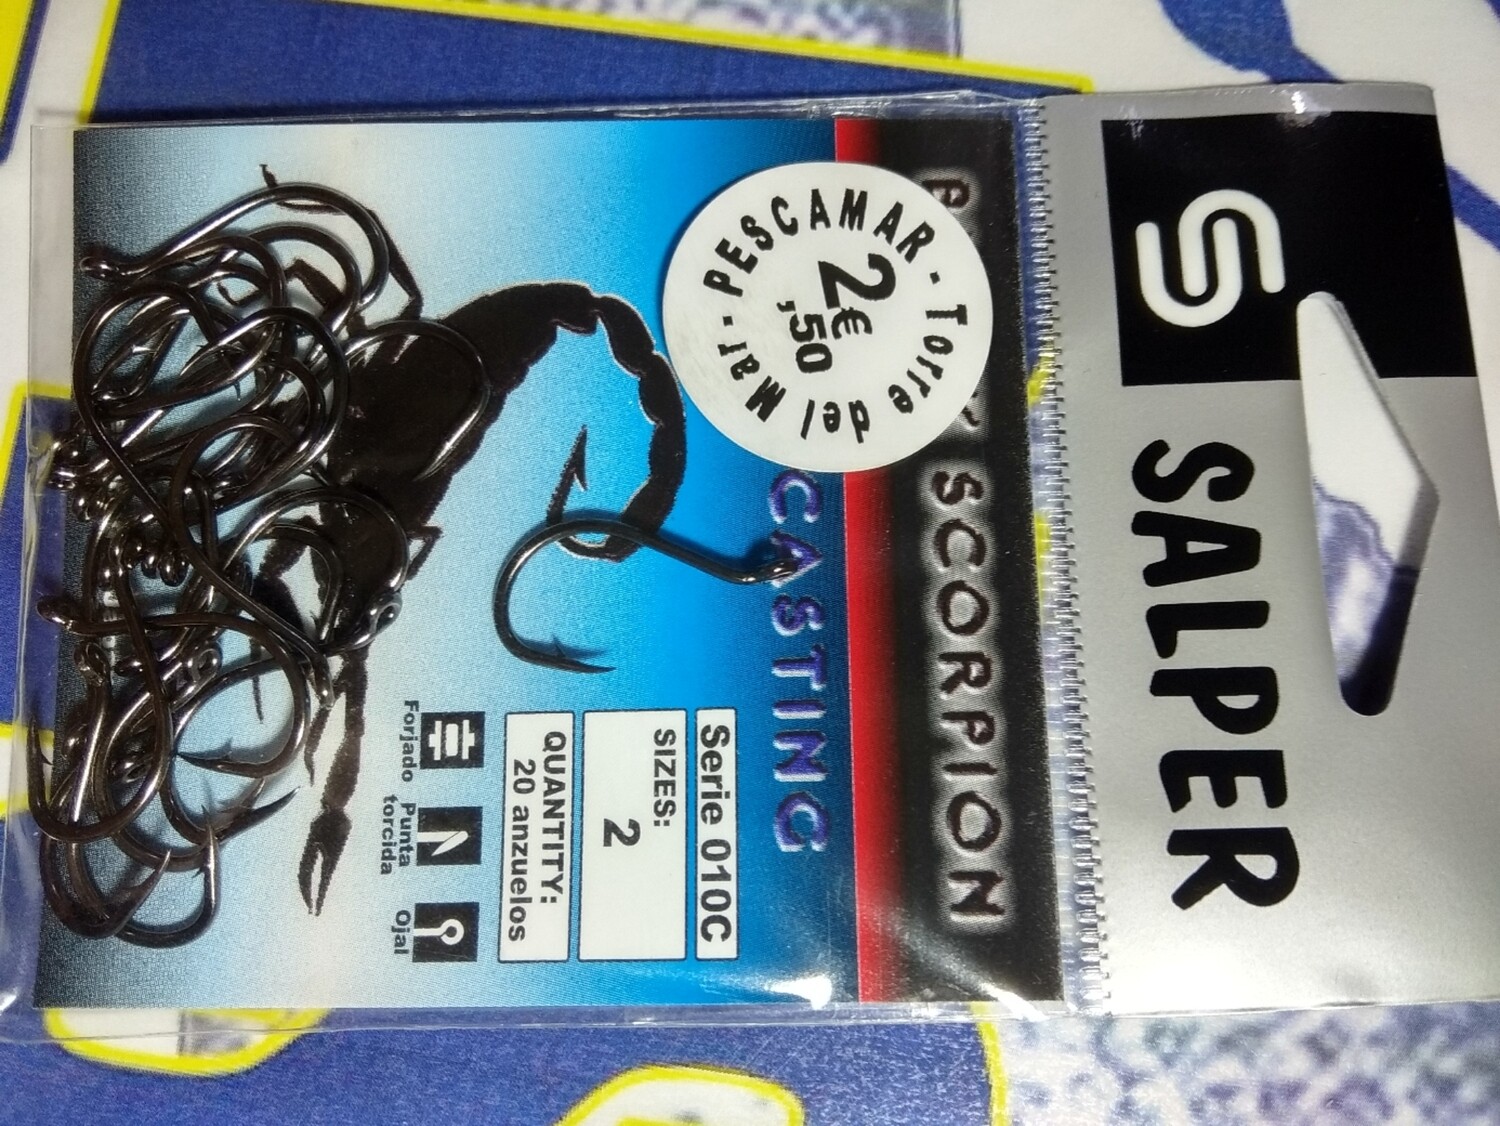 SALPER
SCORPION
CASTING
PESCAMAR - Torre del Mar -
2€
,50
Serie 010C
SIZES:
2
QUANTITY:
20 anzuelos
Forjado
Punta
torcida
Ojal